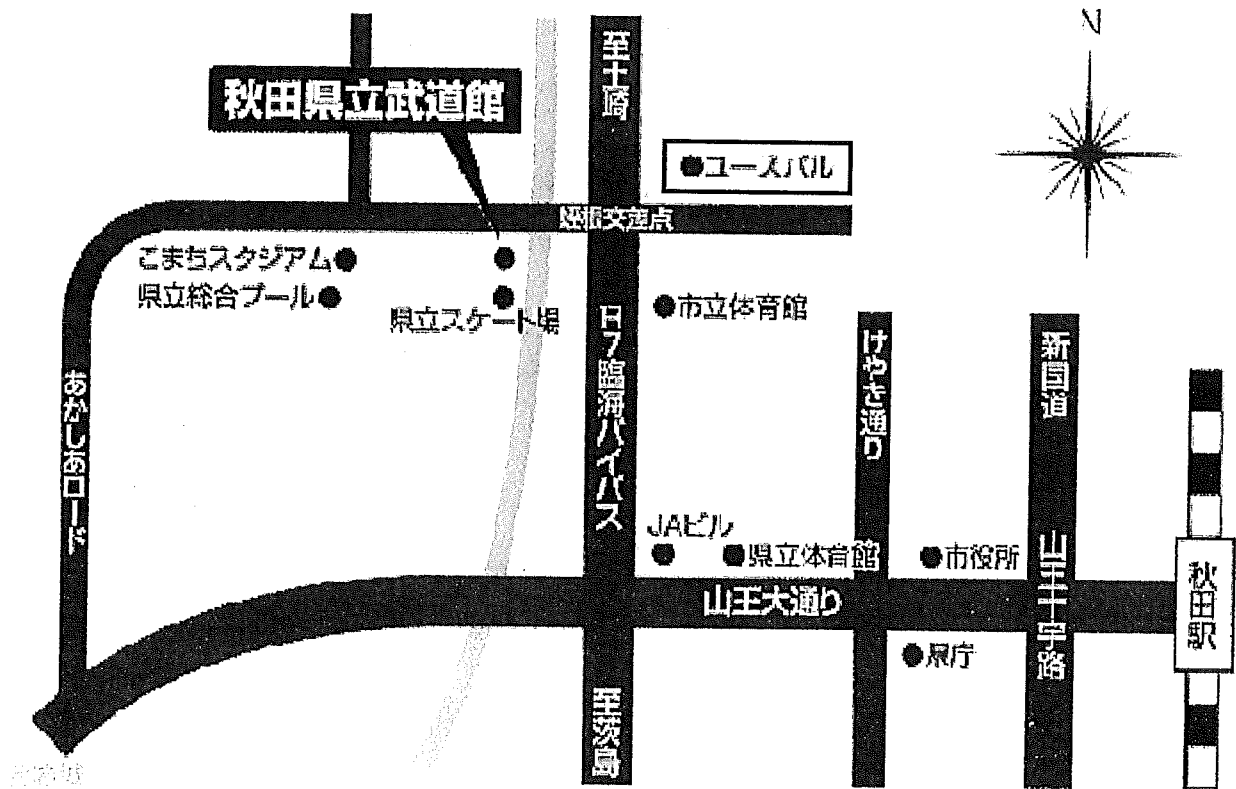 N
至土崎
秋田県立武道館
●ユースパル
こまちスタジアム●
県立総合プール●
県立スケート場
●市立体育館
R7臨海バイパス
けやき通り
新国道
あかしあロード
JAビル
●県立体育館
●市役所
山王大通り
山王十字路
秋田駅
●県庁
至茨島